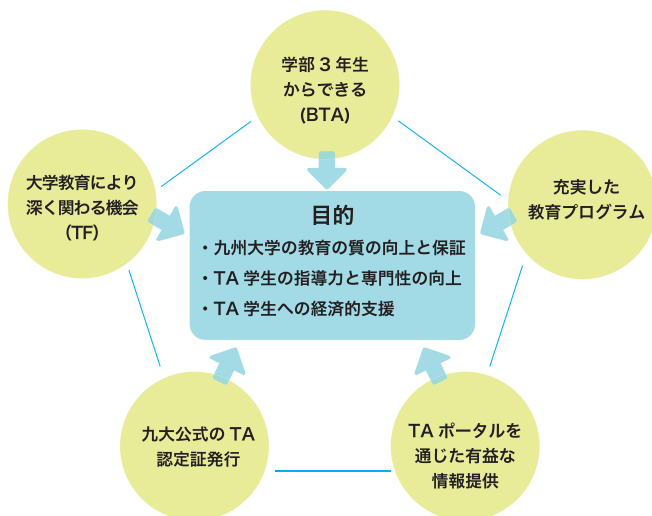 学部３年生
からできる
(BTA)
大学教育により
深く関わる機会
（TF）
充実した
教育プログラム
目的
・九州大学の教育の質の向上と保証
・TA 学生の指導力と専門性の向上
・TA 学生への経済的支援
九大公式の TA
認定証発行
TA ポータルを
通じた有益な
情報提供